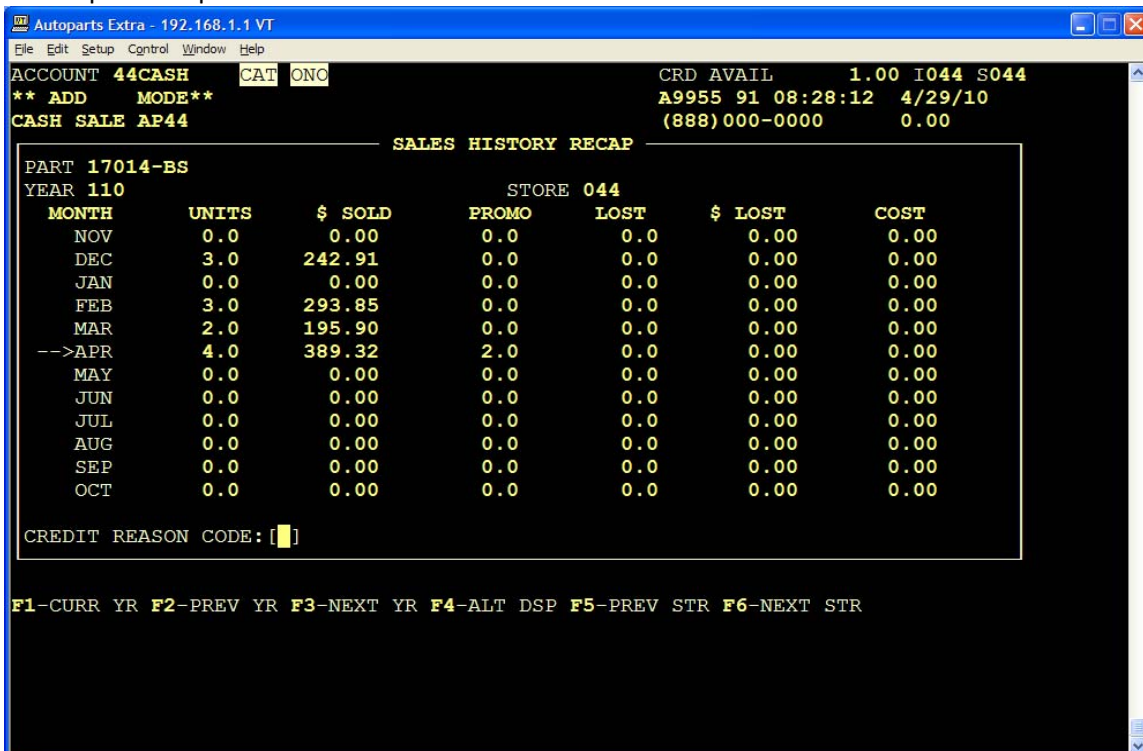 Autoparts Extra - 192.168.1.1 VT
File Edit Setup Control Window Help
ACCOUNT 44CASH CAT ONO CRD AVAIL 1.00 I044 S044
** ADD MODE** A9955 91 08:28:12 4/29/10
CASH SALE AP44 (888)000-0000 0.00
SALES HISTORY RECAP
PART 17014-BS
YEAR 110 STORE 044
MONTH UNITS $ SOLD PROMO LOST $ LOST COST
NOV 0.0 0.00 0.0 0.0 0.00 0.00
DEC 3.0 242.91 0.0 0.0 0.00 0.00
JAN 0.0 0.00 0.0 0.0 0.00 0.00
FEB 3.0 293.85 0.0 0.0 0.00 0.00
MAR 2.0 195.90 0.0 0.0 0.00 0.00
-->APR 4.0 389.32 2.0 0.0 0.00 0.00
MAY 0.0 0.00 0.0 0.0 0.00 0.00
JUN 0.0 0.00 0.0 0.0 0.00 0.00
JUL 0.0 0.00 0.0 0.0 0.00 0.00
AUG 0.0 0.00 0.0 0.0 0.00 0.00
SEP 0.0 0.00 0.0 0.0 0.00 0.00
OCT 0.0 0.00 0.0 0.0 0.00 0.00
CREDIT REASON CODE:[ ]
F1-CURR YR F2-PREV YR F3-NEXT YR F4-ALT DSP F5-PREV STR F6-NEXT STR